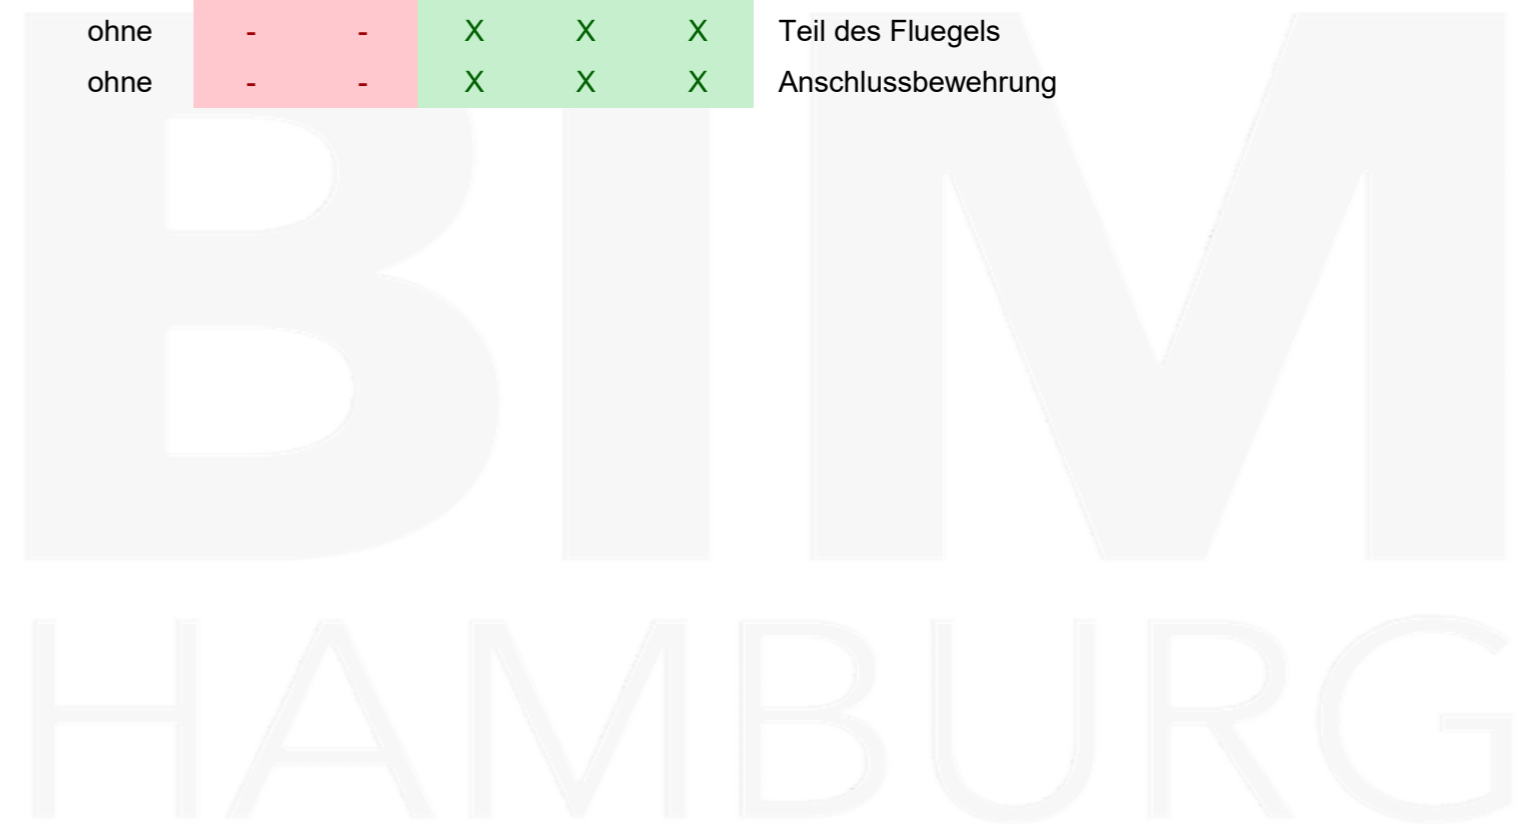 ohne - - X X X Teil des Fluegels
ohne - - X X X Anschlussbewehrung
BIM
HAMBURG